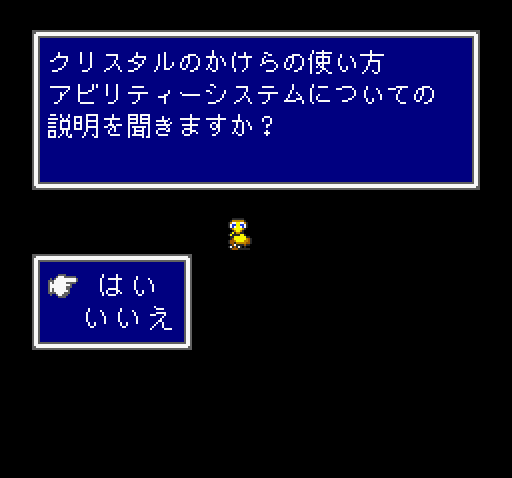 クリスタルのかけらの使い方
アビリティーシステムについての
説明を聞きますか？
はい
いいえ